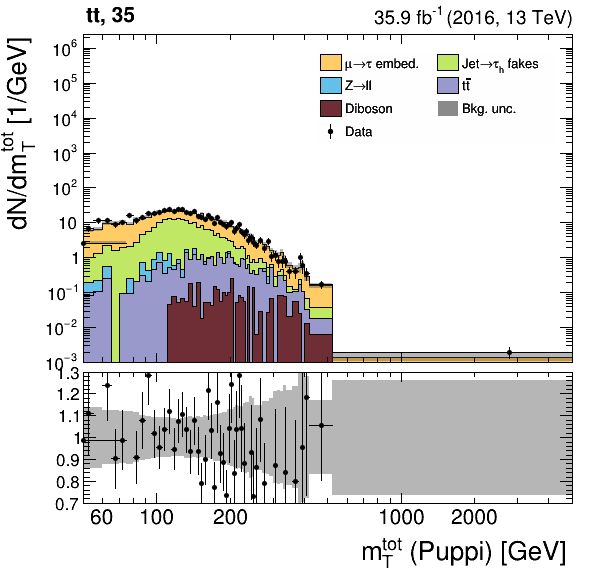 tt, 35
35.9 fb⁻¹ (2016, 13 TeV)
dN/dm_T^tot [1/GeV]
10⁶
10⁵
10⁴
10³
10²
10
1
10⁻¹
10⁻²
10⁻³
μ→τ embed.
Jet→τ_h fakes
Z→ll
tt̄
Diboson
Bkg. unc.
Data
1.3
1.2
1.1
1
0.9
0.8
0.7
60 100 200 1000 2000
m_T^tot (Puppi) [GeV]